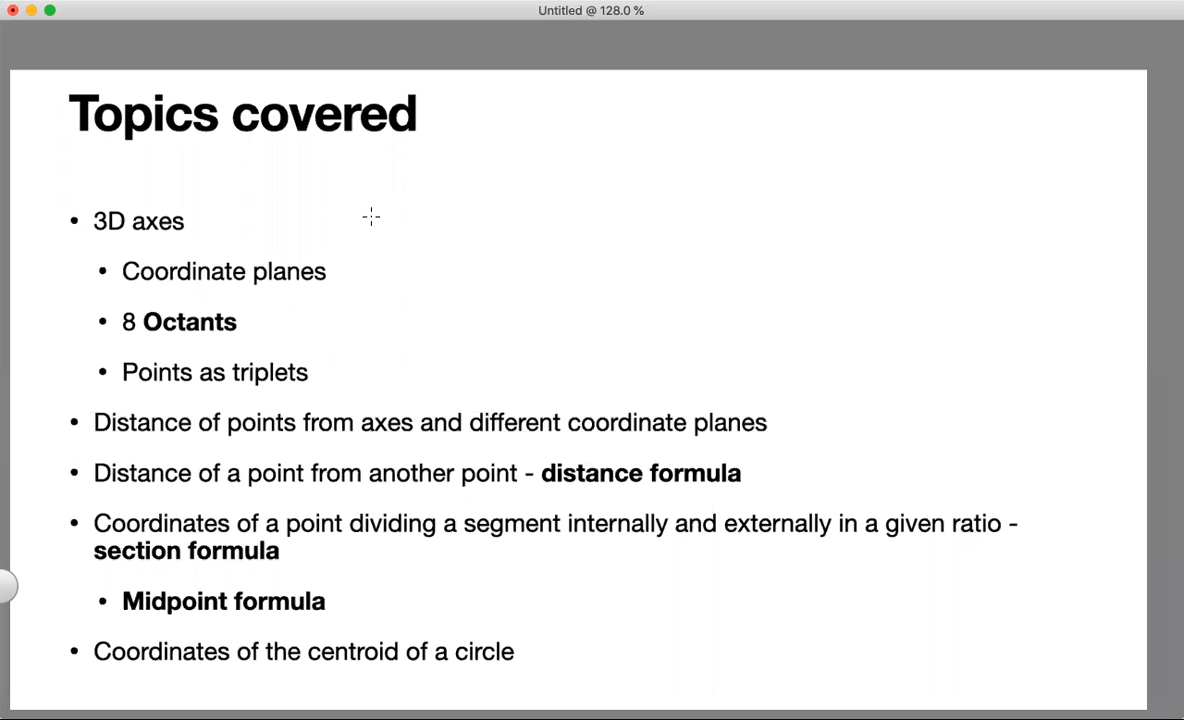 Untitled @ 128.0 %
Topics covered
• 3D axes
• Coordinate planes
• 8 Octants
• Points as triplets
• Distance of points from axes and different coordinate planes
• Distance of a point from another point - distance formula
• Coordinates of a point dividing a segment internally and externally in a given ratio -
section formula
• Midpoint formula
• Coordinates of the centroid of a circle